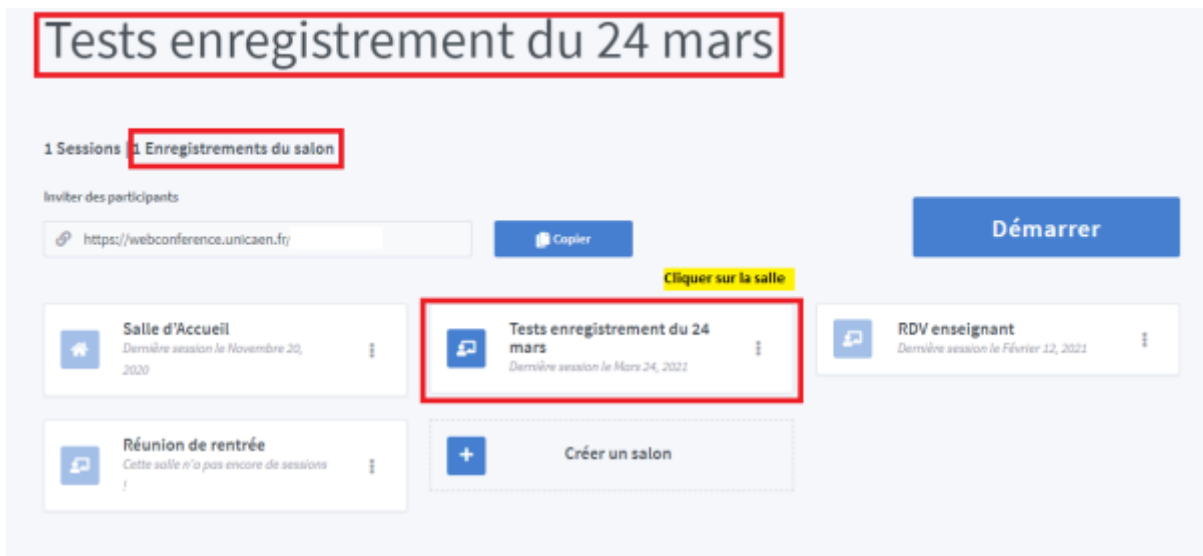 Tests enregistrement du 24 mars
1 Sessions | 1 Enregistrements du salon
Inviter des participants
https://webconference.unicaen.fr/
Copier
Démarrer
Cliquer sur la salle
Salle d'Accueil
Dernière session le Novembre 20,
2020
Tests enregistrement du 24
mars
Dernière session le Mars 24, 2021
RDV enseignant
Dernière session le Février 12, 2021
Réunion de rentrée
Cette salle n'a pas encore de sessions
!
Créer un salon